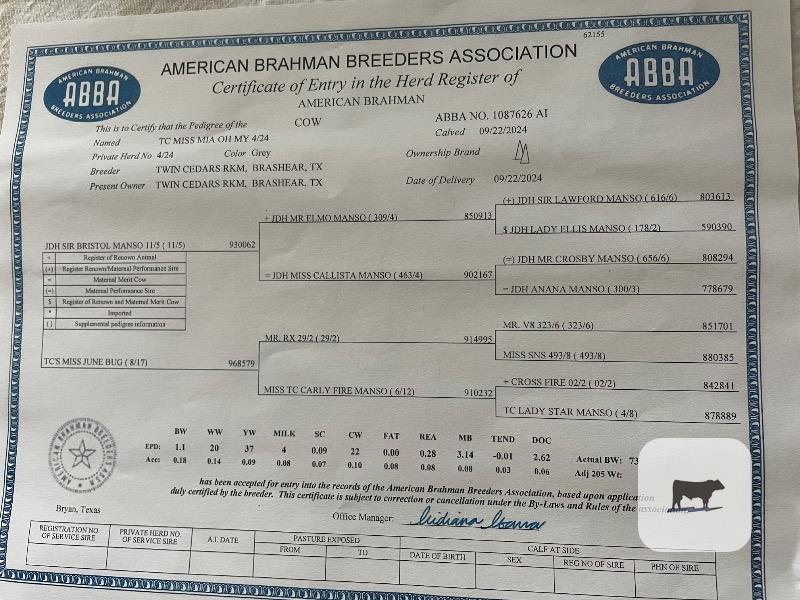 62155
AMERICAN BRAHMAN BREEDERS ASSOCIATION
Certificate of Entry in the Herd Register of
AMERICAN BRAHMAN
AMERICAN BRAHMAN
ABBA
BREEDERS ASSOCIATION
AMERICAN BRAHMAN
ABBA
BREEDERS ASSOCIATION
This is to Certify that the Pedigree of the COW ABBA NO. 1087626 AI
Named TC MISS MIA OH MY 4/24 Calved 09/22/2024
Private Herd No 4/24 Color Grey Ownership Brand
Breeder TWIN CEDARS RKM, BRASHEAR, TX
Present Owner TWIN CEDARS RKM, BRASHEAR, TX Date of Delivery 09/22/2024
(+) JDH SIR LAWFORD MANSO ( 616/6) 803613
+ JDH MR ELMO MANSO ( 309/4) 850913
$ JDH LADY ELLIS MANSO ( 178/2) 590390
JDH SIR BRISTOL MANSO 11/5 ( 11/5) 930062
(=) JDH MR CROSBY MANSO ( 656/6) 808294
= JDH MISS CALLISTA MANSO ( 463/4) 902167
= JDH ANANA MANSO ( 300/3) 778679
+ Register of Renown Animal
(+) Register Renown/Maternal Performance Sire
= Maternal Merit Cow
(=) Maternal Performance Sire
$ Register of Renown and Maternal Merit Cow
* Imported
( ) Supplemental pedigree information
MR. V8 323/6 ( 323/6) 851701
MR. RX 29/2 ( 29/2) 914995
MISS SNS 493/8 ( 493/8) 880385
TC'S MISS JUNE BUG ( 8/17) 968579
+ CROSS FIRE 02/2 ( 02/2) 842841
MISS TC CARLY FIRE MANSO ( 6/12) 910232
TC LADY STAR MANSO ( 4/8) 878889
BW WW YW MILK SC CW FAT REA MB TEND DOC
EPD: 1.1 20 37 4 0.09 22 0.00 0.28 3.14 -0.01 2.62 Actual BW: 73
Acc: 0.18 0.14 0.09 0.08 0.07 0.10 0.08 0.08 0.08 0.03 0.06 Adj 205 Wt:
AMERICAN BRAHMAN BREEDERS ASSN.
has been accepted for entry into the records of the American Brahman Breeders Association, based upon application
duly certified by the breeder. This certificate is subject to correction or cancellation under the By-Laws and Rules of the association.
Bryan, Texas
Office Manager:
REGISTRATION NO. OF SERVICE SIRE PRIVATE HERD NO. OF SERVICE SIRE A.I. DATE PASTURE EXPOSED CALF AT SIDE
FROM TO DATE OF BIRTH SEX REG NO OF SIRE PHN OF SIRE